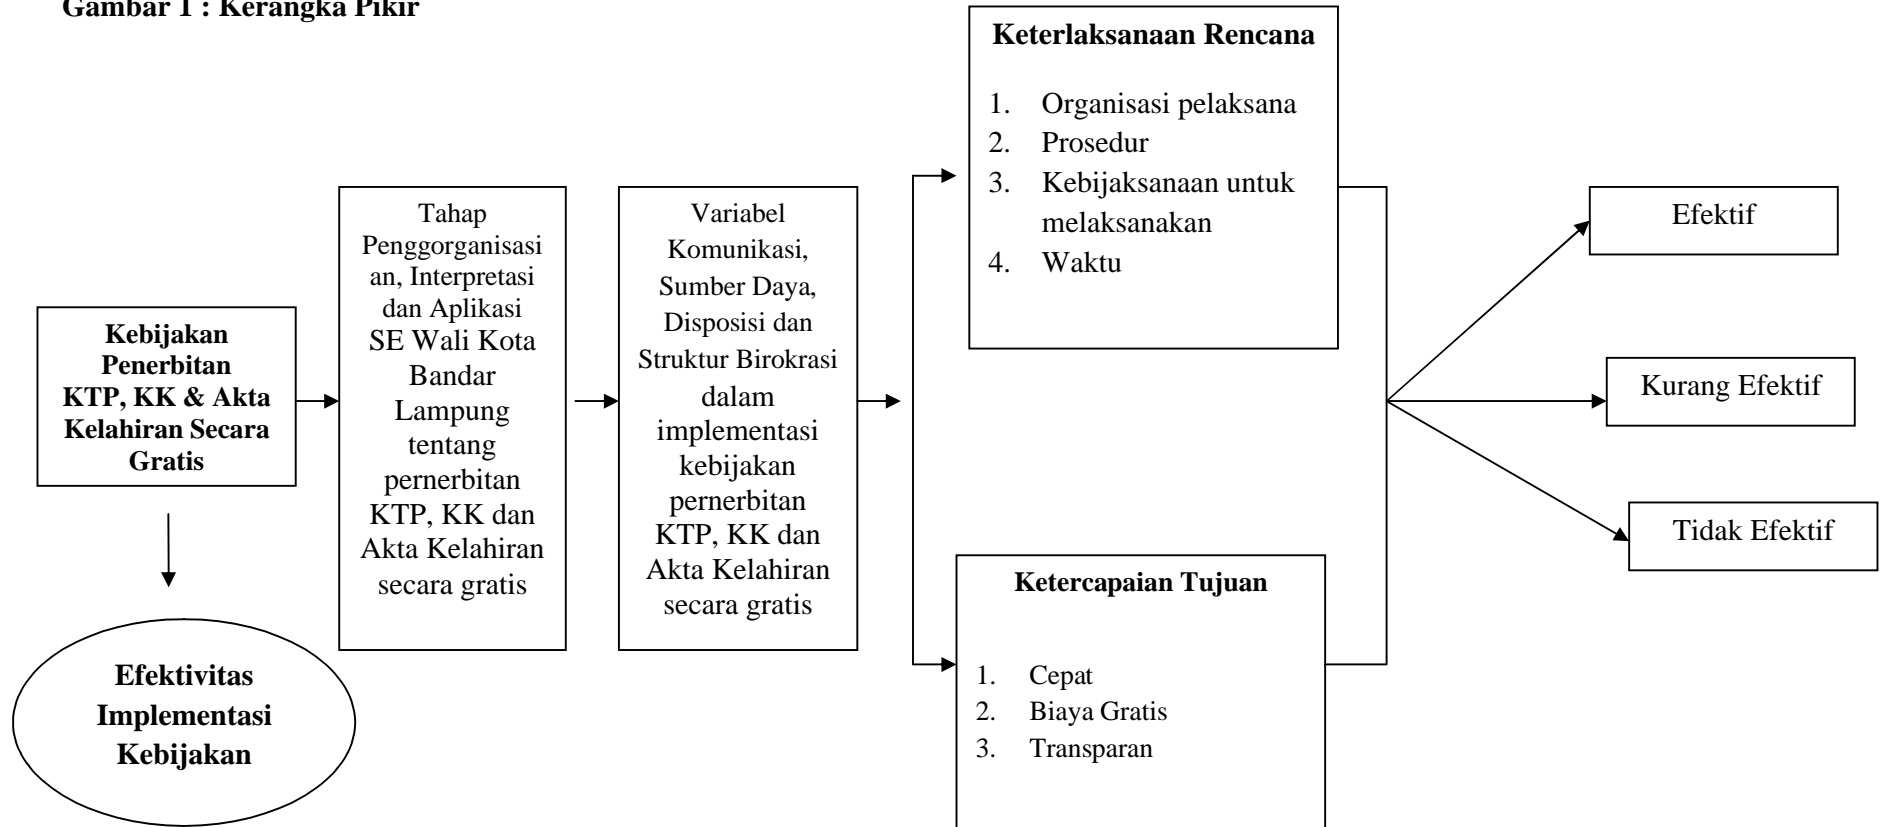 Gambar 1 : Kerangka Pikir
Kebijakan
Penerbitan
KTP, KK & Akta
Kelahiran Secara
Gratis
Efektivitas
Implementasi
Kebijakan
Tahap
Penggorganisasi
an, Interpretasi
dan Aplikasi
SE Wali Kota
Bandar
Lampung
tentang
pernerbitan
KTP, KK dan
Akta Kelahiran
secara gratis
Variabel
Komunikasi,
Sumber Daya,
Disposisi dan
Struktur Birokrasi
dalam
implementasi
kebijakan
pernerbitan
KTP, KK dan
Akta Kelahiran
secara gratis
Keterlaksanaan Rencana
1. Organisasi pelaksana
2. Prosedur
3. Kebijaksanaan untuk
melaksanakan
4. Waktu
Ketercapaian Tujuan
1. Cepat
2. Biaya Gratis
3. Transparan
Efektif
Kurang Efektif
Tidak Efektif